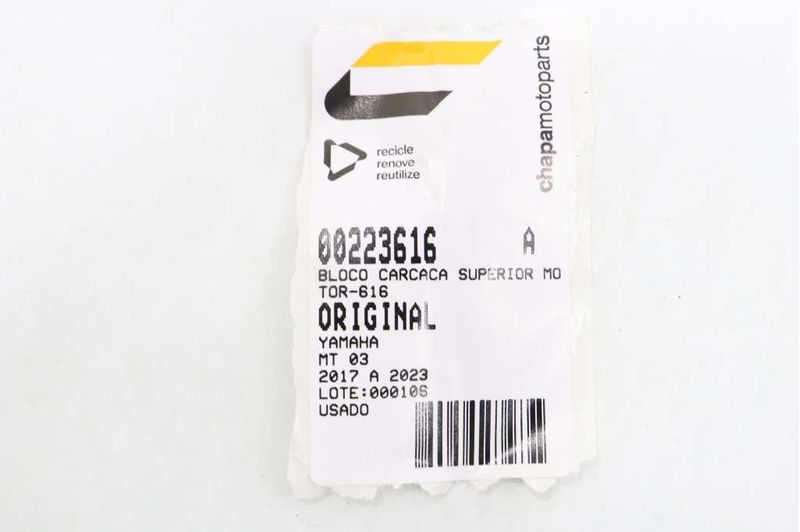 chapamotoparts
recicle
renove
reutilize
00223616 A
BLOCO CARCACA SUPERIOR MO
TOR-616
ORIGINAL
YAMAHA
MT 03
2017 A 2023
LOTE:000106
USADO